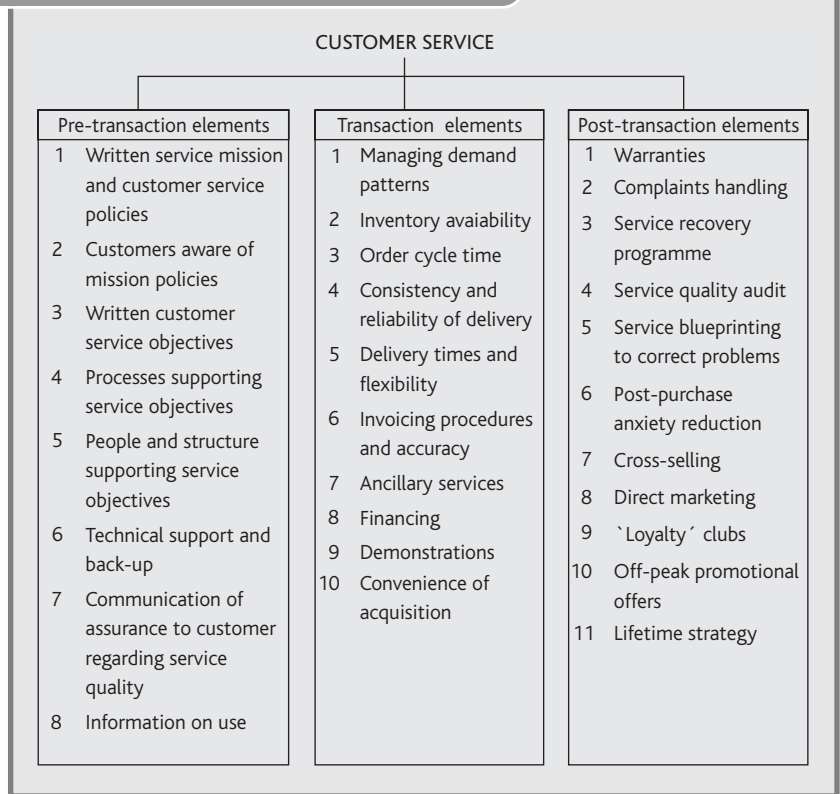 CUSTOMER SERVICE
Pre-transaction elements
1 Written service mission
and customer service
policies
2 Customers aware of
mission policies
3 Written customer
service objectives
4 Processes supporting
service objectives
5 People and structure
supporting service
objectives
6 Technical support and
back-up
7 Communication of
assurance to customer
regarding service
quality
8 Information on use
Transaction elements
1 Managing demand
patterns
2 Inventory avaiability
3 Order cycle time
4 Consistency and
reliability of delivery
5 Delivery times and
flexibility
6 Invoicing procedures
and accuracy
7 Ancillary services
8 Financing
9 Demonstrations
10 Convenience of
acquisition
Post-transaction elements
1 Warranties
2 Complaints handling
3 Service recovery
programme
4 Service quality audit
5 Service blueprinting
to correct problems
6 Post-purchase
anxiety reduction
7 Cross-selling
8 Direct marketing
9 `Loyalty´ clubs
10 Off-peak promotional
offers
11 Lifetime strategy